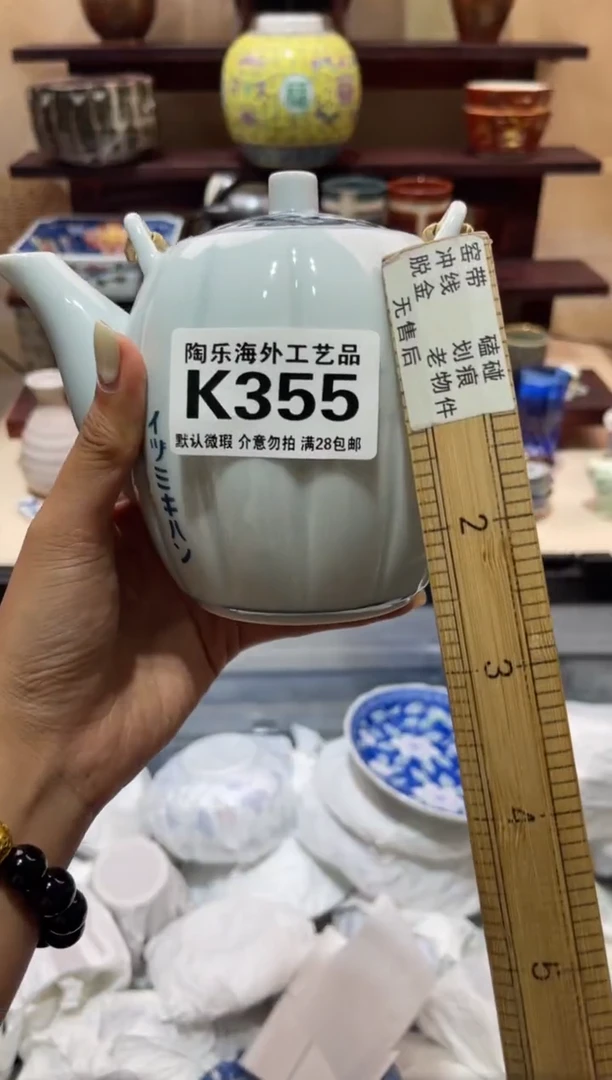 陶乐海外工艺品
K355
默认微瑕 介意勿拍 满28包邮
イヅミキハン
窑带 磕碰
冲线 划痕
脱金 老物件
无售后
2
3
4
5